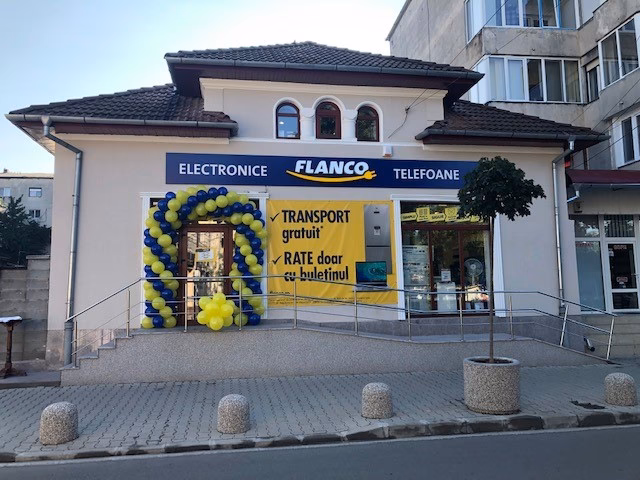 ELECTRONICE FLANCO TELEFOANE
✓ TRANSPORT
gratuit*
✓ RATE doar
cu buletinul